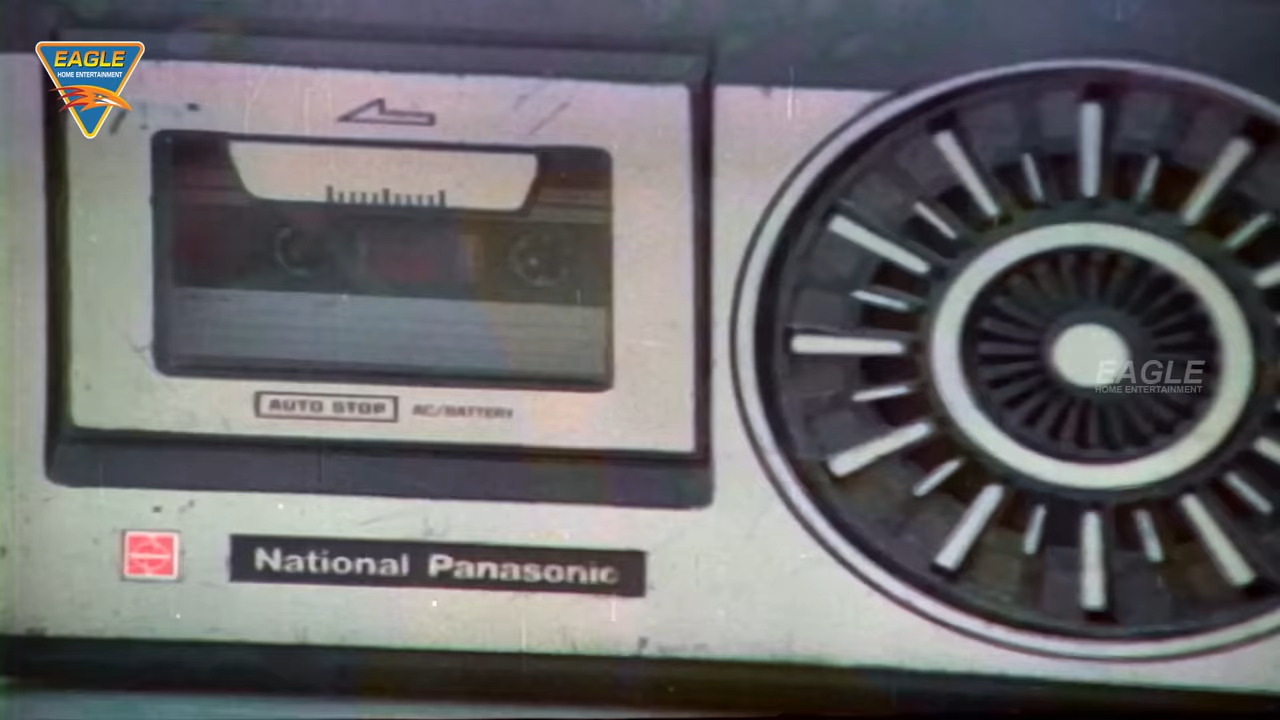 EAGLE
HOME ENTERTAINMENT
AUTO STOP AC/BATTERY
EAGLE
HOME ENTERTAINMENT
National Panasonic